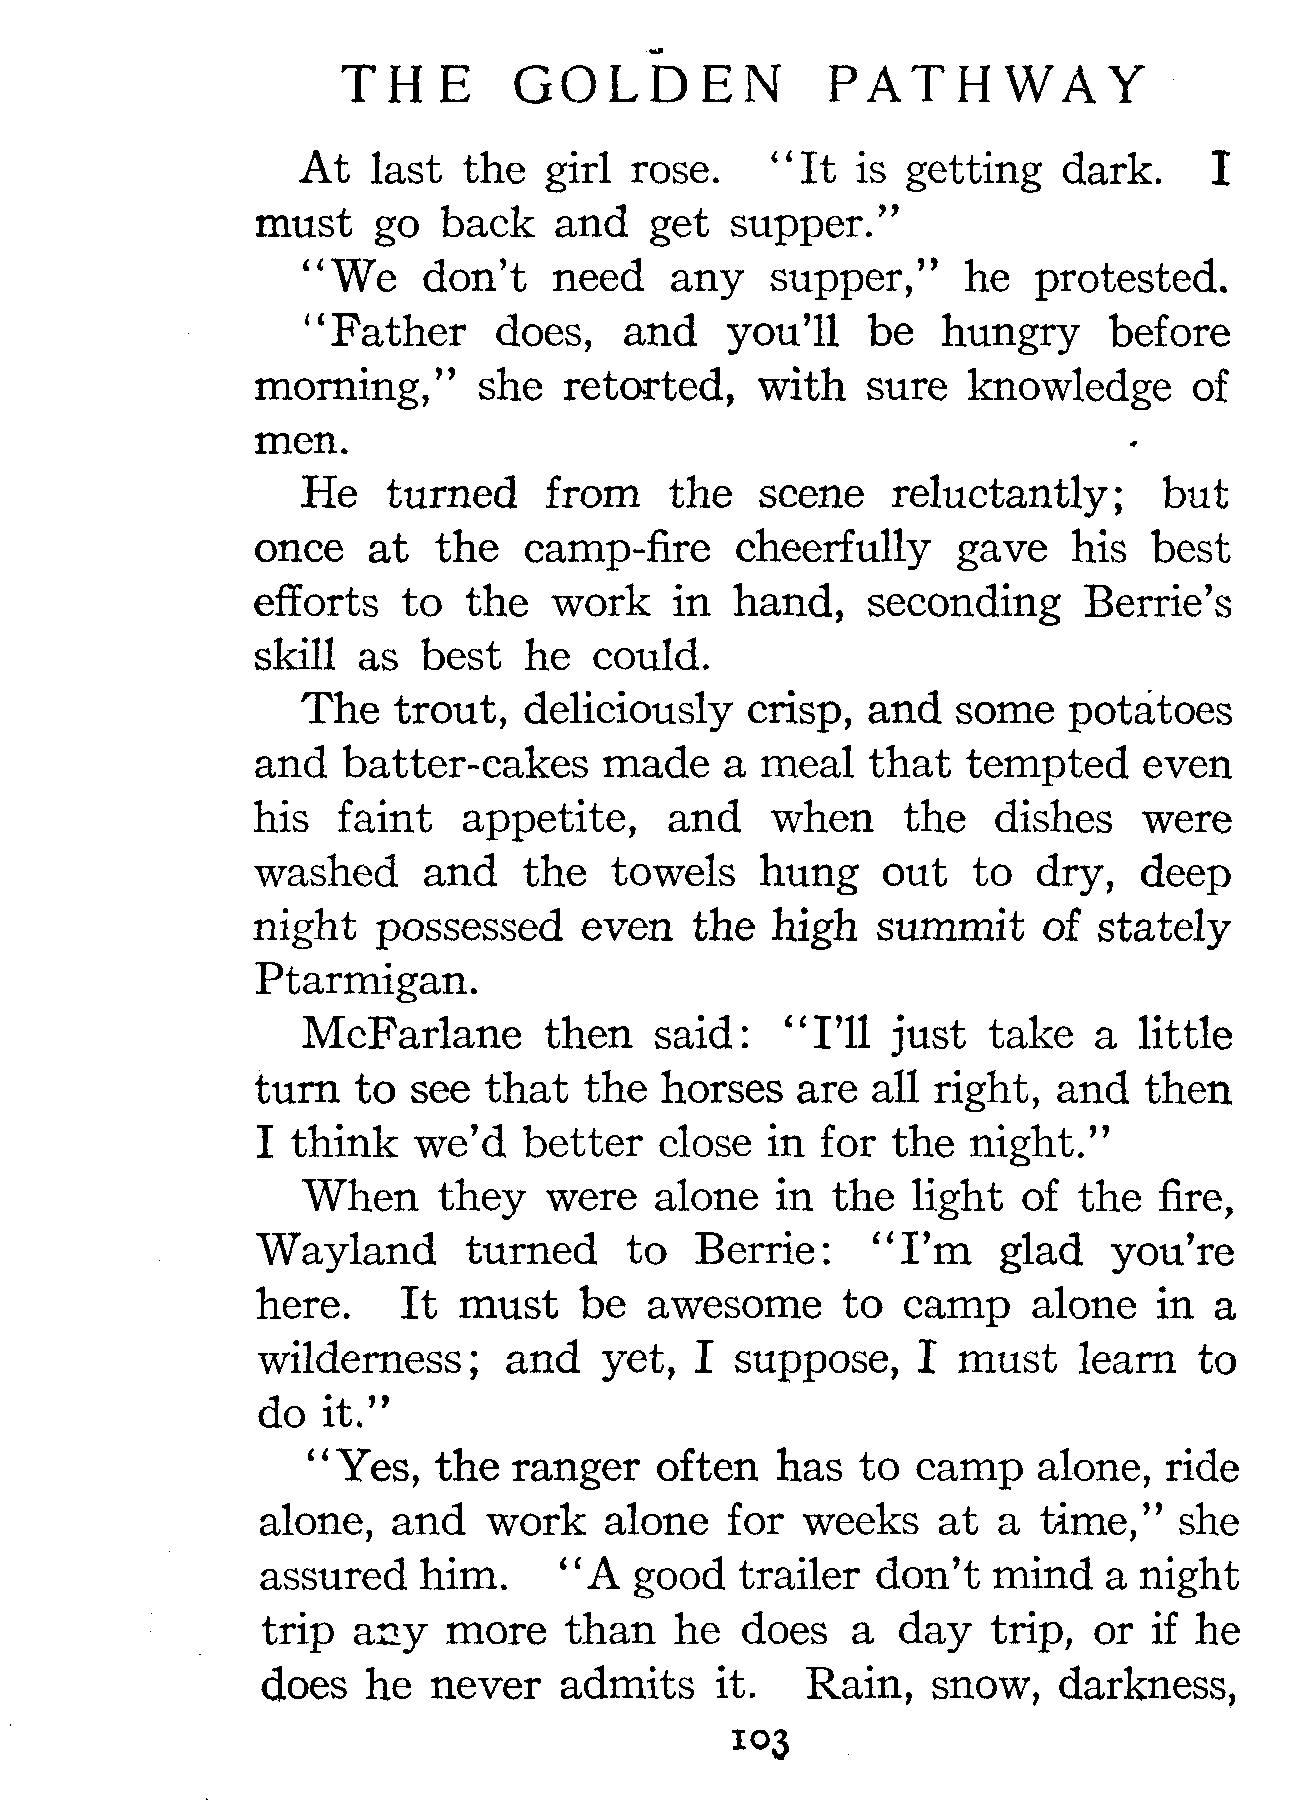 THE GOLDEN PATHWAY
At last the girl rose. "It is getting dark. I
must go back and get supper."
"We don't need any supper," he protested.
"Father does, and you'll be hungry before
morning," she retorted, with sure knowledge of
men.
He turned from the scene reluctantly; but
once at the camp-fire cheerfully gave his best
efforts to the work in hand, seconding Berrie's
skill as best he could.
The trout, deliciously crisp, and some potatoes
and batter-cakes made a meal that tempted even
his faint appetite, and when the dishes were
washed and the towels hung out to dry, deep
night possessed even the high summit of stately
Ptarmigan.
McFarlane then said: "I'll just take a little
turn to see that the horses are all right, and then
I think we'd better close in for the night."
When they were alone in the light of the fire,
Wayland turned to Berrie: "I'm glad you're
here. It must be awesome to camp alone in a
wilderness; and yet, I suppose, I must learn to
do it."
"Yes, the ranger often has to camp alone, ride
alone, and work alone for weeks at a time," she
assured him. "A good trailer don't mind a night
trip any more than he does a day trip, or if he
does he never admits it. Rain, snow, darkness,
103